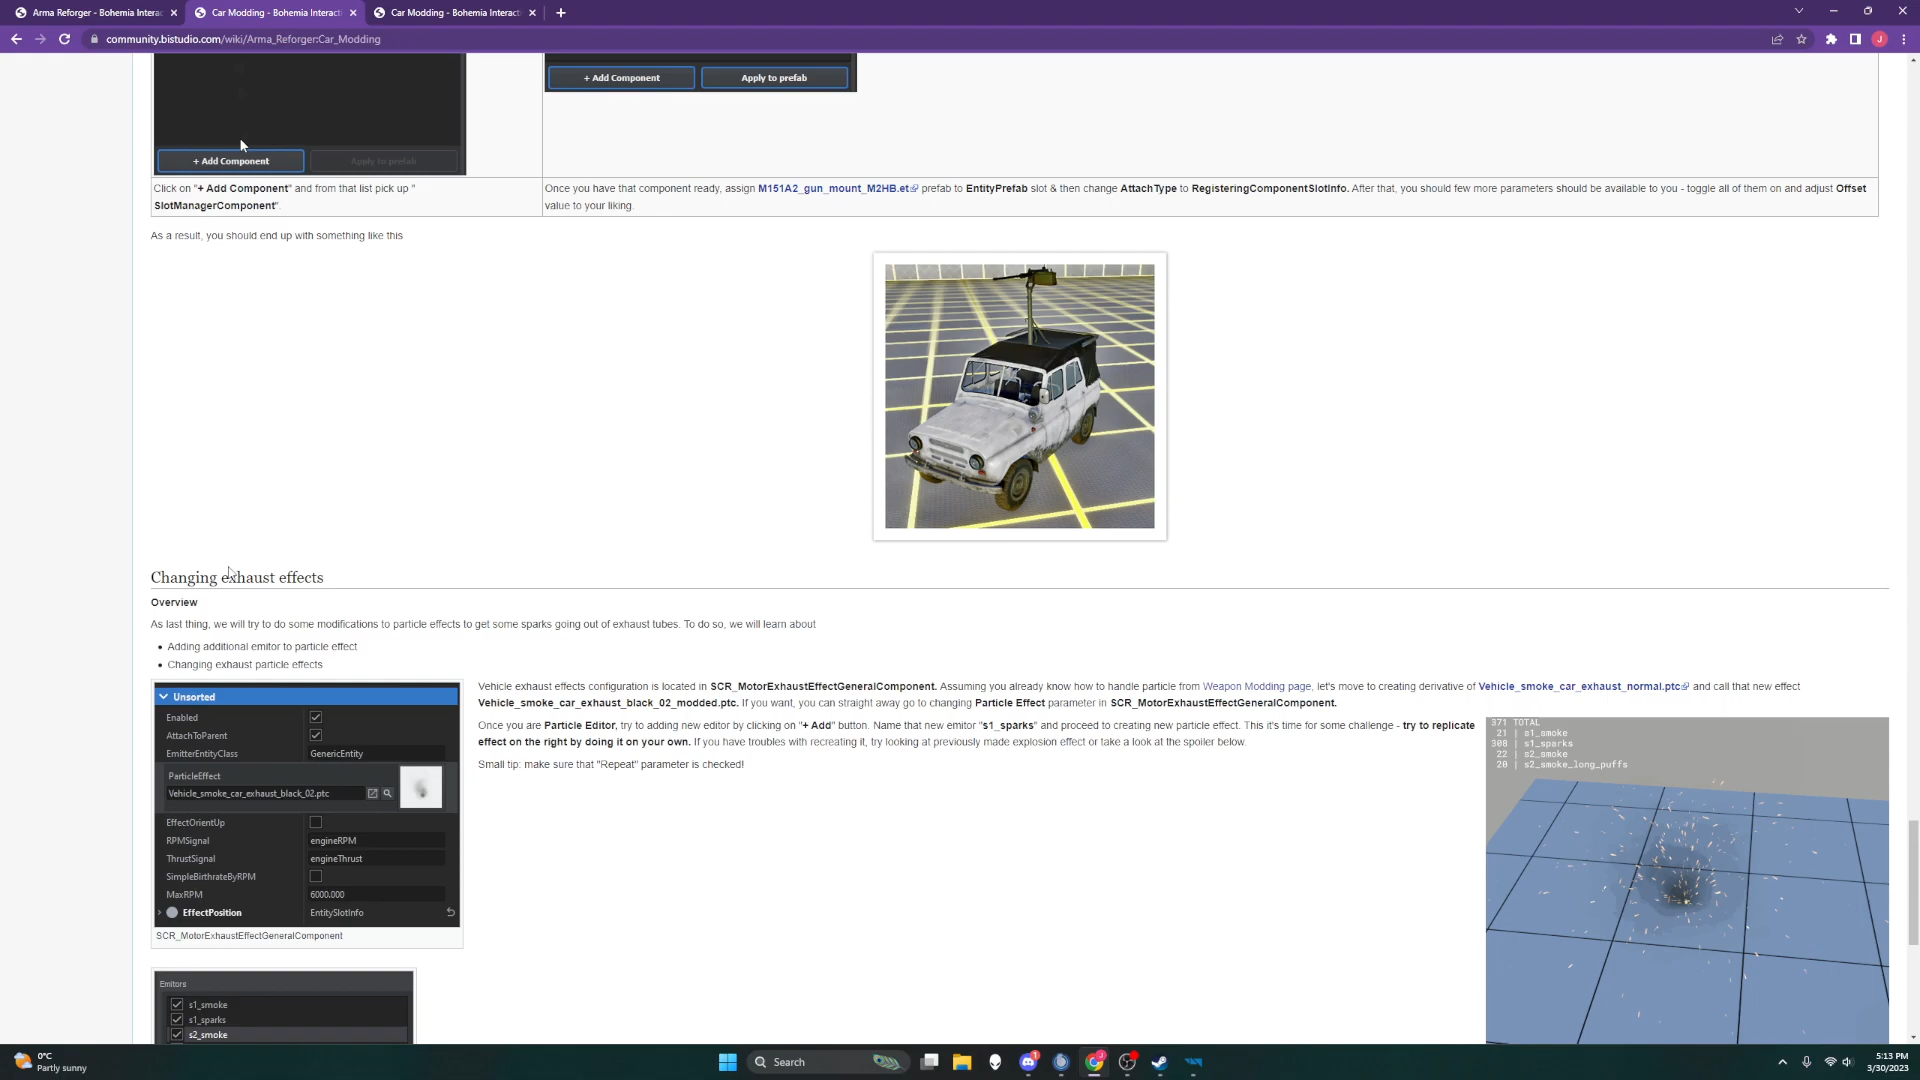 Arma Reforger - Bohemia Interac
Car Modding - Bohemia Interacti
Car Modding - Bohemia Interacti
community.bistudio.com/wiki/Arma_Reforger:Car_Modding
J
+ Add Component
Apply to prefab
+ Add Component
Apply to prefab
Click on "+ Add Component" and from that list pick up "
SlotManagerComponent".
Once you have that component ready, assign M151A2_gun_mount_M2HB.et prefab to EntityPrefab slot & then change AttachType to RegisteringComponentSlotInfo. After that, you should few more parameters should be available to you - toggle all of them on and adjust Offset
value to your liking.
As a result, you should end up with something like this
Changing exhaust effects
Overview
As last thing, we will try to do some modifications to particle effects to get some sparks going out of exhaust tubes. To do so, we will learn about
• Adding additional emitor to particle effect
• Changing exhaust particle effects
Unsorted
Enabled
AttachToParent
EmitterEntityClass GenericEntity
ParticleEffect
Vehicle_smoke_car_exhaust_black_02.ptc
EffectOrientUp
RPMSignal engineRPM
ThrustSignal engineThrust
SimpleBirthrateByRPM
MaxRPM 6000.000
EffectPosition EntitySlotInfo
SCR_MotorExhaustEffectGeneralComponent
Vehicle exhaust effects configuration is located in SCR_MotorExhaustEffectGeneralComponent. Assuming you already know how to handle particle from Weapon Modding page, let's move to creating derivative of Vehicle_smoke_car_exhaust_normal.ptc and call that new effect
Vehicle_smoke_car_exhaust_black_02_modded.ptc. If you want, you can straight away go to changing Particle Effect parameter in SCR_MotorExhaustEffectGeneralComponent.
Once you are Particle Editor, try to adding new editor by clicking on "+ Add" button. Name that new emitor "s1_sparks" and proceed to creating new particle effect. This it's time for some challenge - try to replicate
effect on the right by doing it on your own. If you have troubles with recreating it, try looking at previously made explosion effect or take a look at the spoiler below.
Small tip: make sure that "Repeat" parameter is checked!
371 TOTAL
21 | s1_smoke
308 | s1_sparks
22 | s2_smoke
20 | s2_smoke_long_puffs
Emitors
s1_smoke
s1_sparks
s2_smoke
0°C
Partly sunny
Search
5:13 PM
3/30/2023